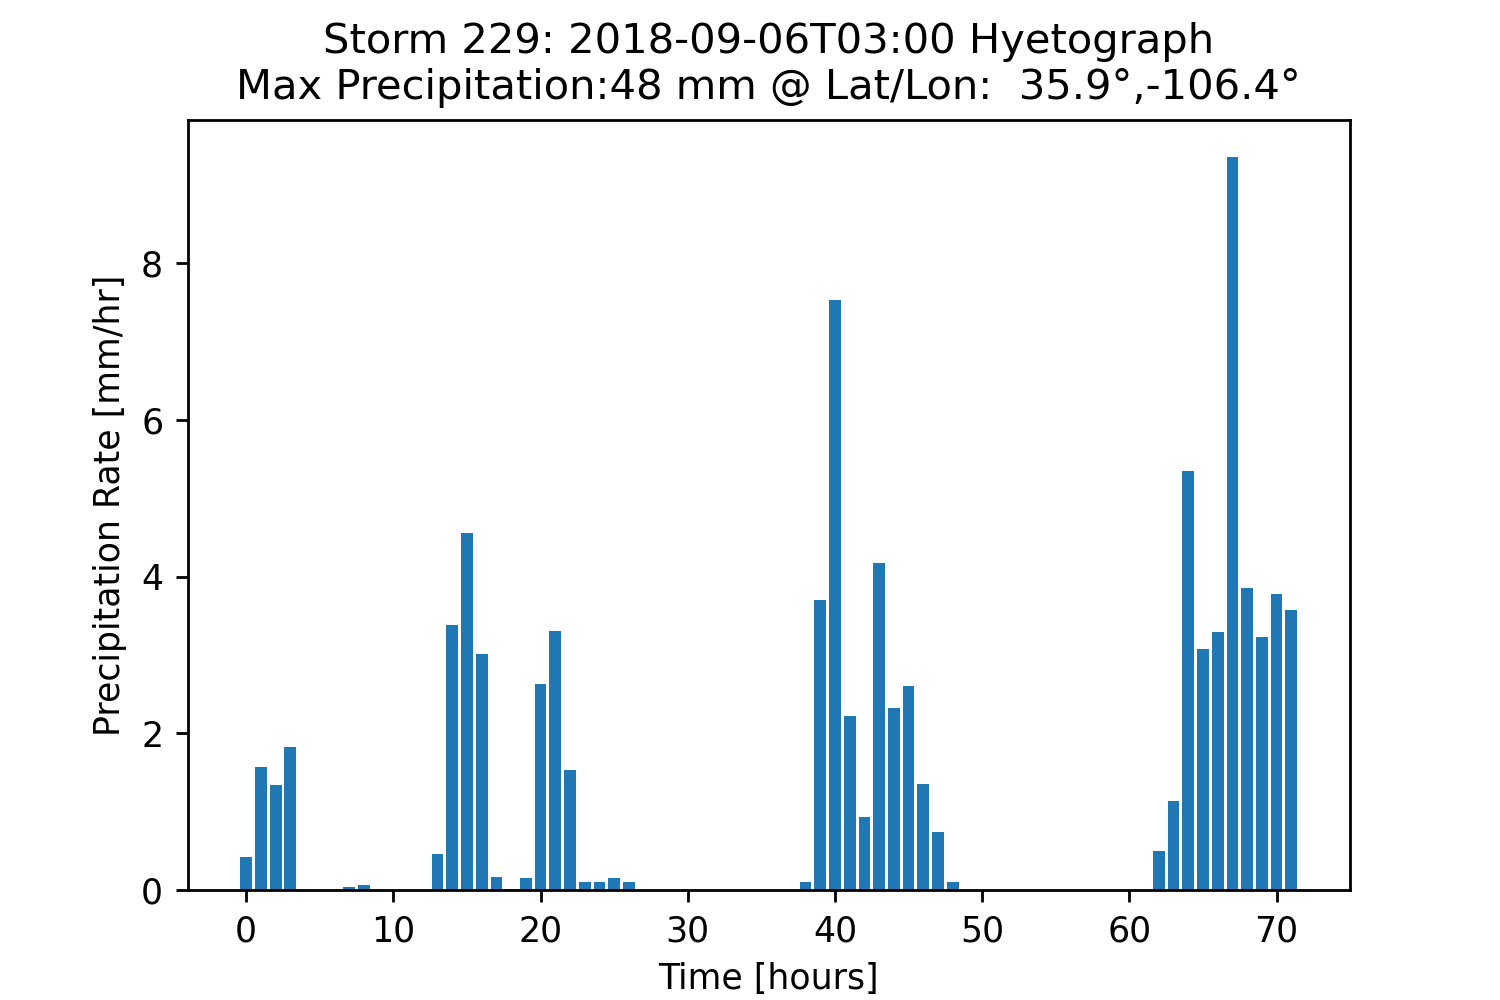 Storm 229: 2018-09-06T03:00 Hyetograph
Max Precipitation:48 mm @ Lat/Lon:  35.9°,-106.4°
Precipitation Rate [mm/hr]
8
6
4
2
0
0 10 20 30 40 50 60 70
Time [hours]